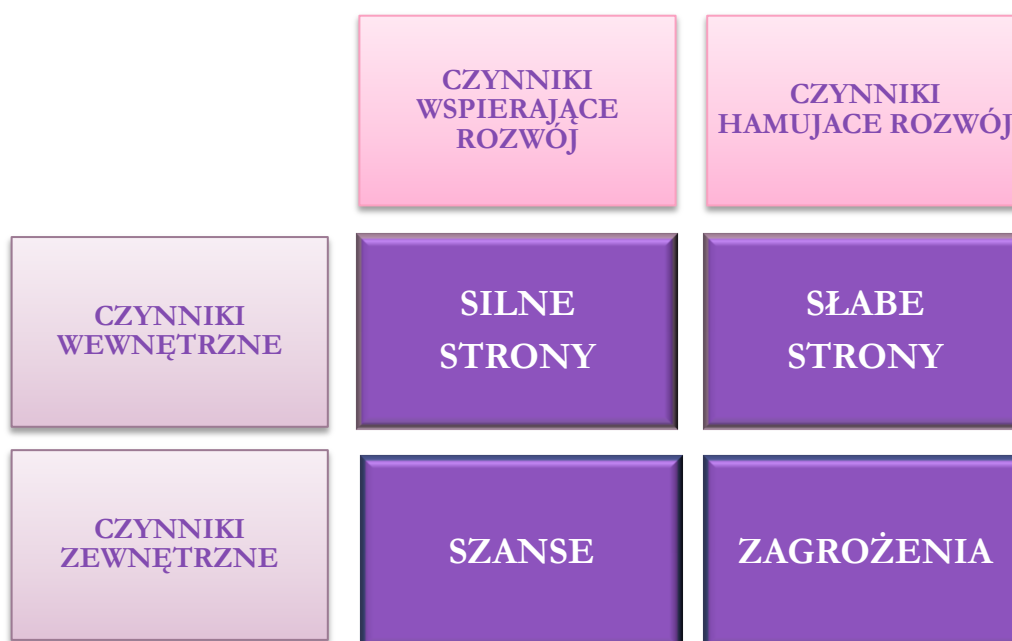 CZYNNIKI
WSPIERAJĄCE
ROZWÓJ
CZYNNIKI
HAMUJACE ROZWÓJ
CZYNNIKI
WEWNĘTRZNE
SILNE
STRONY
SŁABE
STRONY
CZYNNIKI
ZEWNĘTRZNE
SZANSE
ZAGROŻENIA